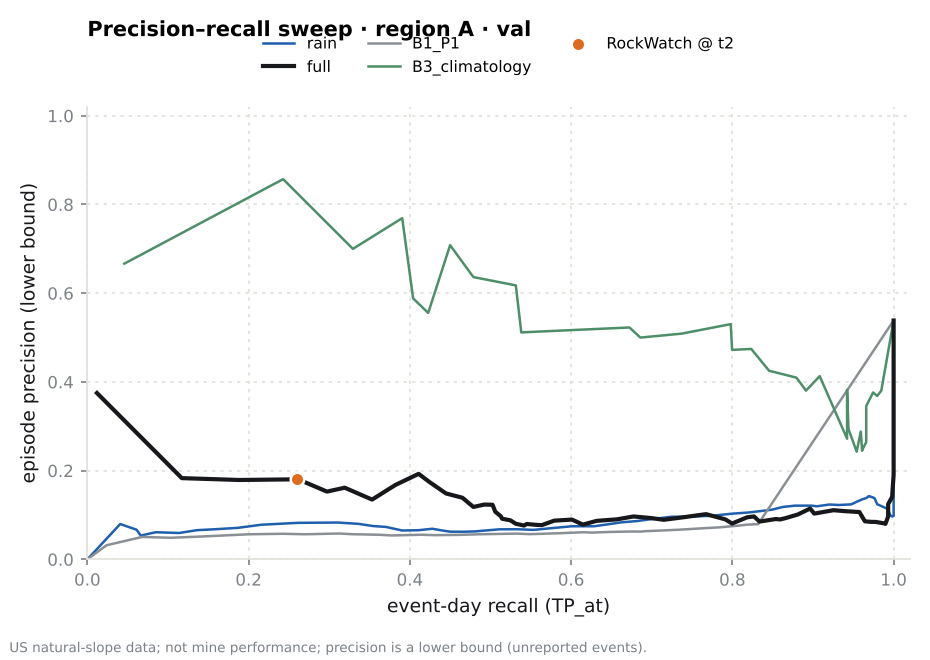 Precision–recall sweep · region A · val
rain
B1_P1
RockWatch @ t2
full
B3_climatology
1.0
0.8
0.6
0.4
0.2
0.0
episode precision (lower bound)
0.0 0.2 0.4 0.6 0.8 1.0
event-day recall (TP_at)
US natural-slope data; not mine performance; precision is a lower bound (unreported events).